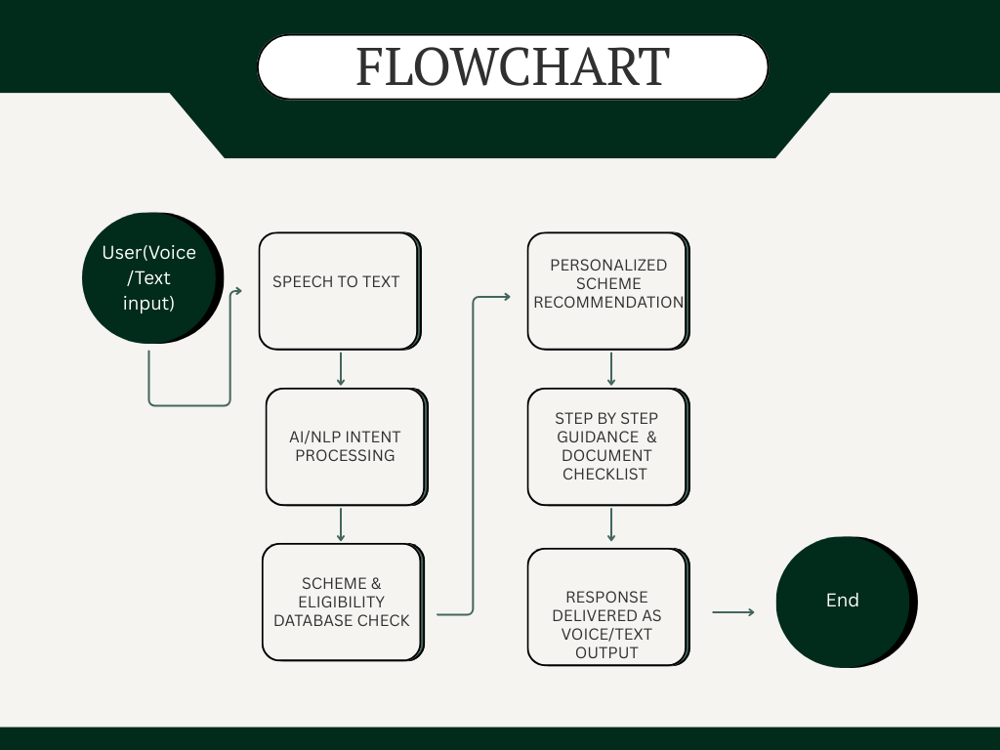 FLOWCHART
User(Voice
/Text
input)
SPEECH TO TEXT
AI/NLP INTENT
PROCESSING
SCHEME &
ELIGIBILITY
DATABASE CHECK
PERSONALIZED
SCHEME
RECOMMENDATION
STEP BY STEP
GUIDANCE &
DOCUMENT
CHECKLIST
RESPONSE
DELIVERED AS
VOICE/TEXT
OUTPUT
End